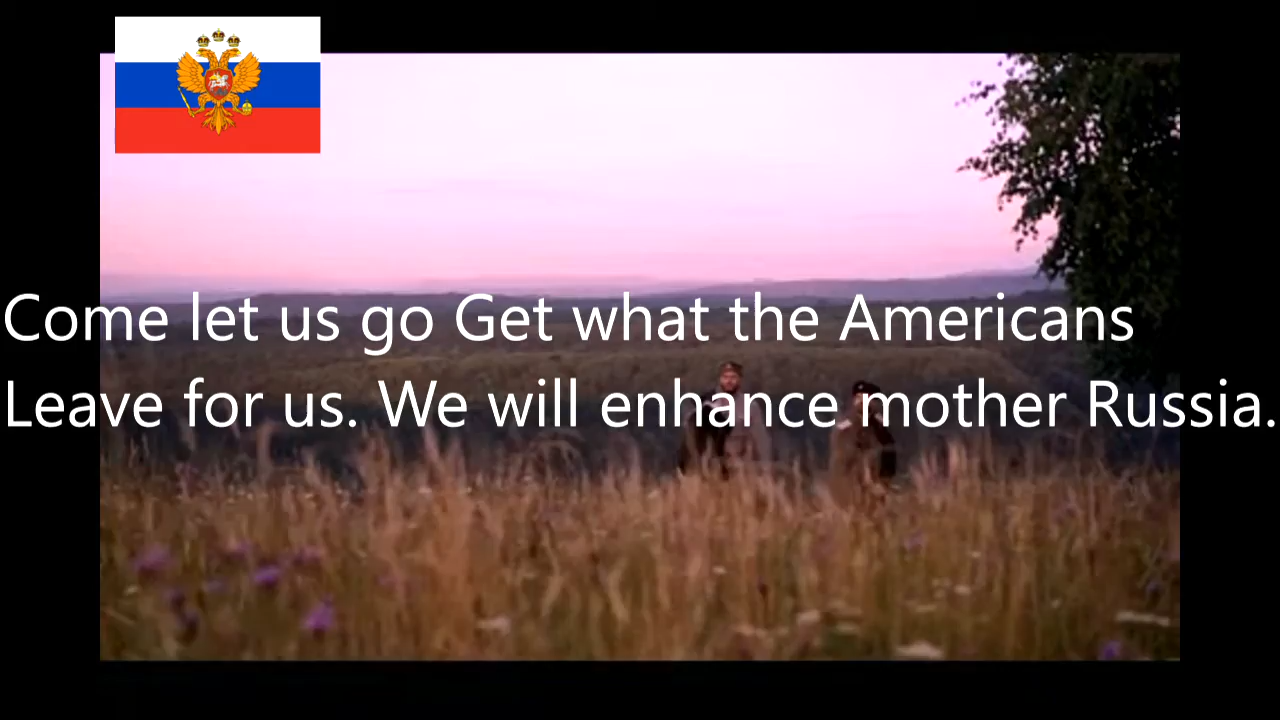 Come let us go Get what the Americans
Leave for us. We will enhance mother Russia.